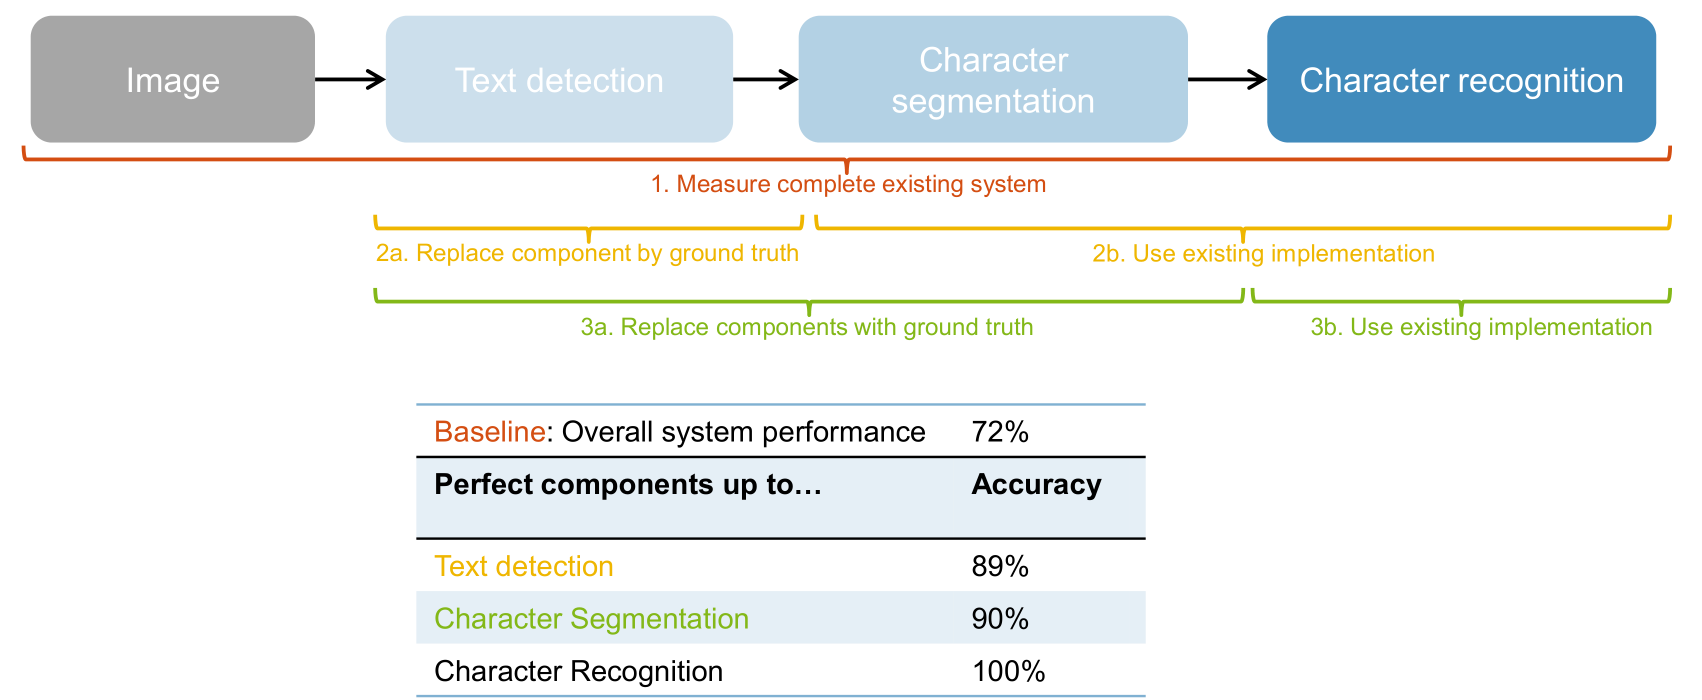 Image
Text detection
Character
segmentation
Character recognition
1. Measure complete existing system
2a. Replace component by ground truth
2b. Use existing implementation
3a. Replace components with ground truth
3b. Use existing implementation
Baseline: Overall system performance 72%
Perfect components up to… Accuracy
Text detection 89%
Character Segmentation 90%
Character Recognition 100%